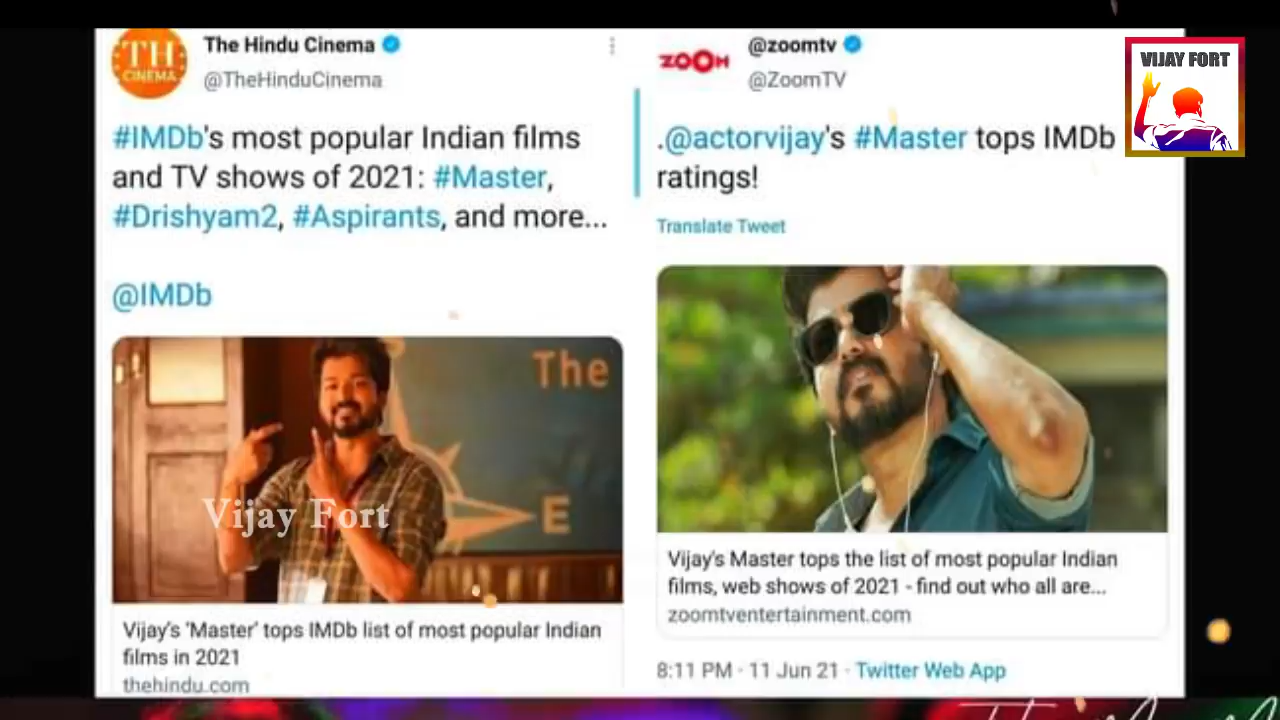 TH
CINEMA
The Hindu Cinema
@TheHinduCinema
#IMDb's most popular Indian films
and TV shows of 2021: #Master,
#Drishyam2, #Aspirants, and more...
@IMDb
The
E
Vijay Fort
Vijay's 'Master' tops IMDb list of most popular Indian
films in 2021
thehindu.com
ZOOM
@zoomtv
@ZoomTV
.@actorvijay's #Master tops IMDb
ratings!
Translate Tweet
Vijay's Master tops the list of most popular Indian
films, web shows of 2021 - find out who all are...
zoomtventertainment.com
8:11 PM · 11 Jun 21 · Twitter Web App
VIJAY FORT